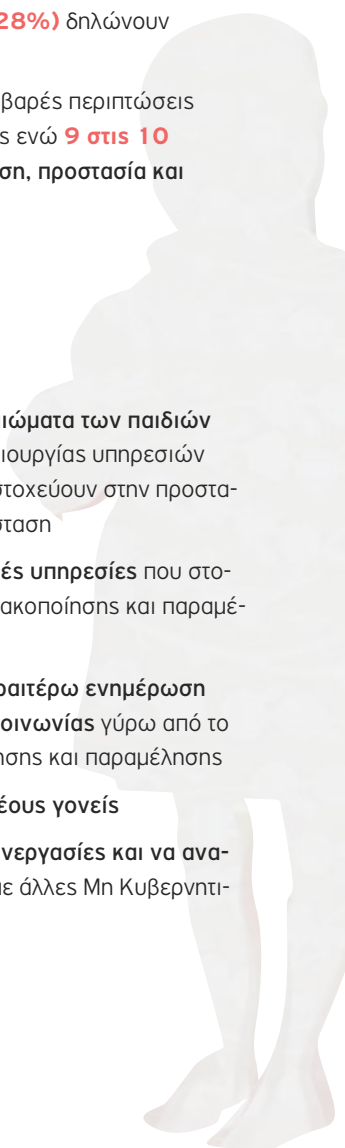 28%) δηλώνουν
βαρές περιπτώσεις
ς ενώ 9 στις 10
ση, προστασία και
ιώματα των παιδιών
ιουργίας υπηρεσιών
στοχεύουν στην προστα-
σταση
ές υπηρεσίες που στο-
ακοποίησης και παραμέ-
ραιτέρω ενημέρωση
οινωνίας γύρω από το
ησης και παραμέλησης
έους γονείς
νεργασίες και να ανα-
με άλλες Μη Κυβερνητι-